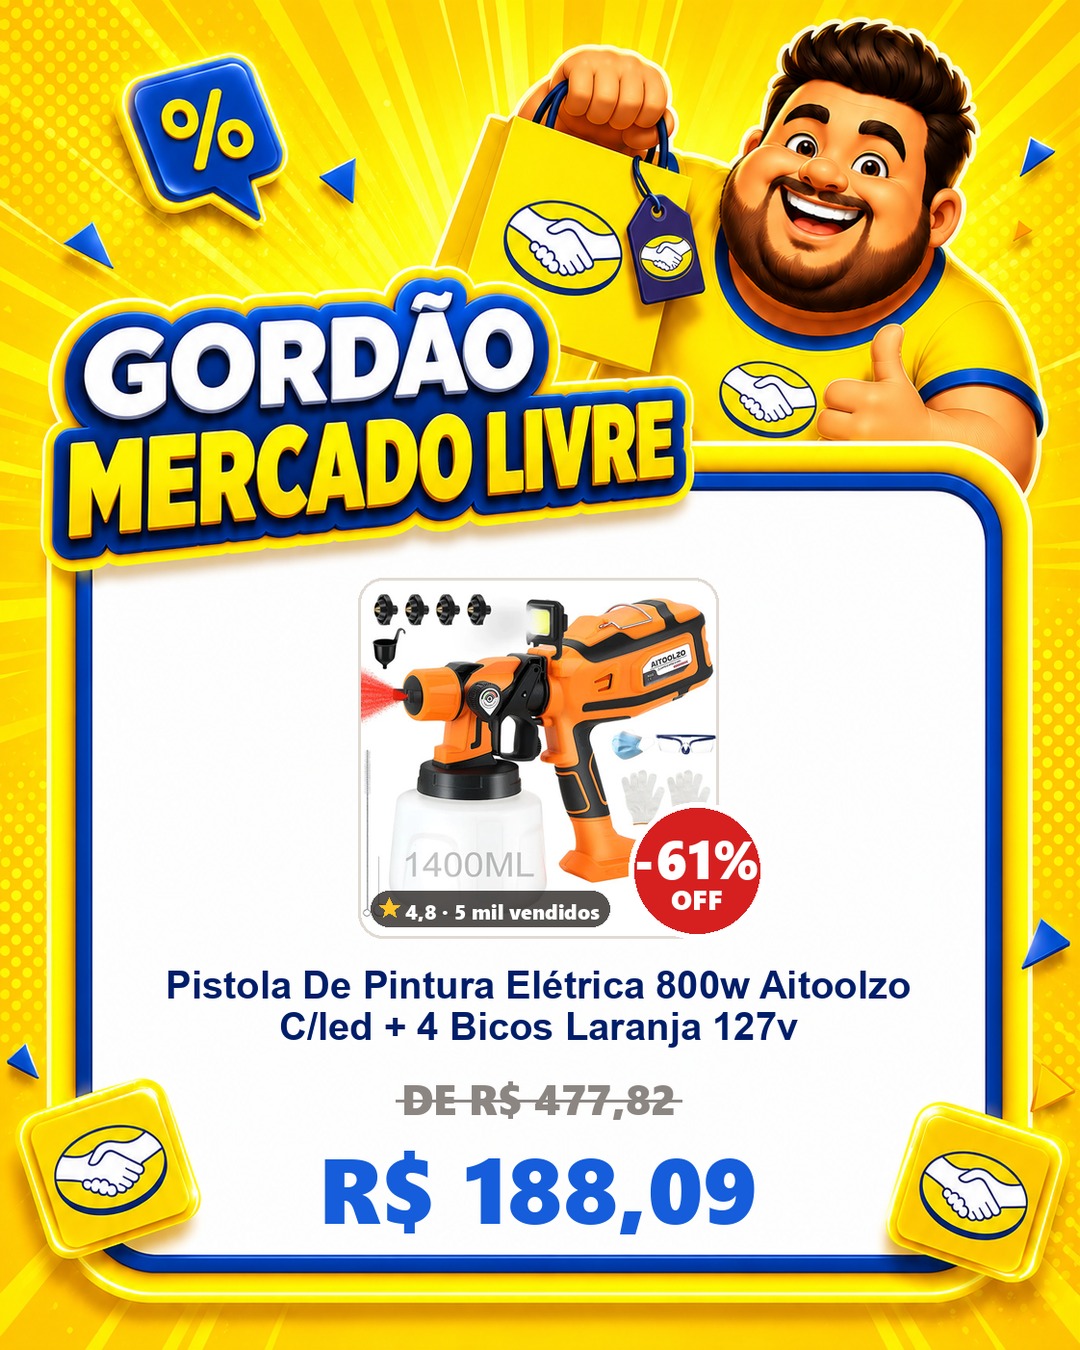 %
GORDÃO
MERCADO LIVRE
AITOOLZO
1400ML
-61%
OFF
4,8 · 5 mil vendidos
Pistola De Pintura Elétrica 800w Aitoolzo
C/led + 4 Bicos Laranja 127v
DE R$ 477,82
R$ 188,09